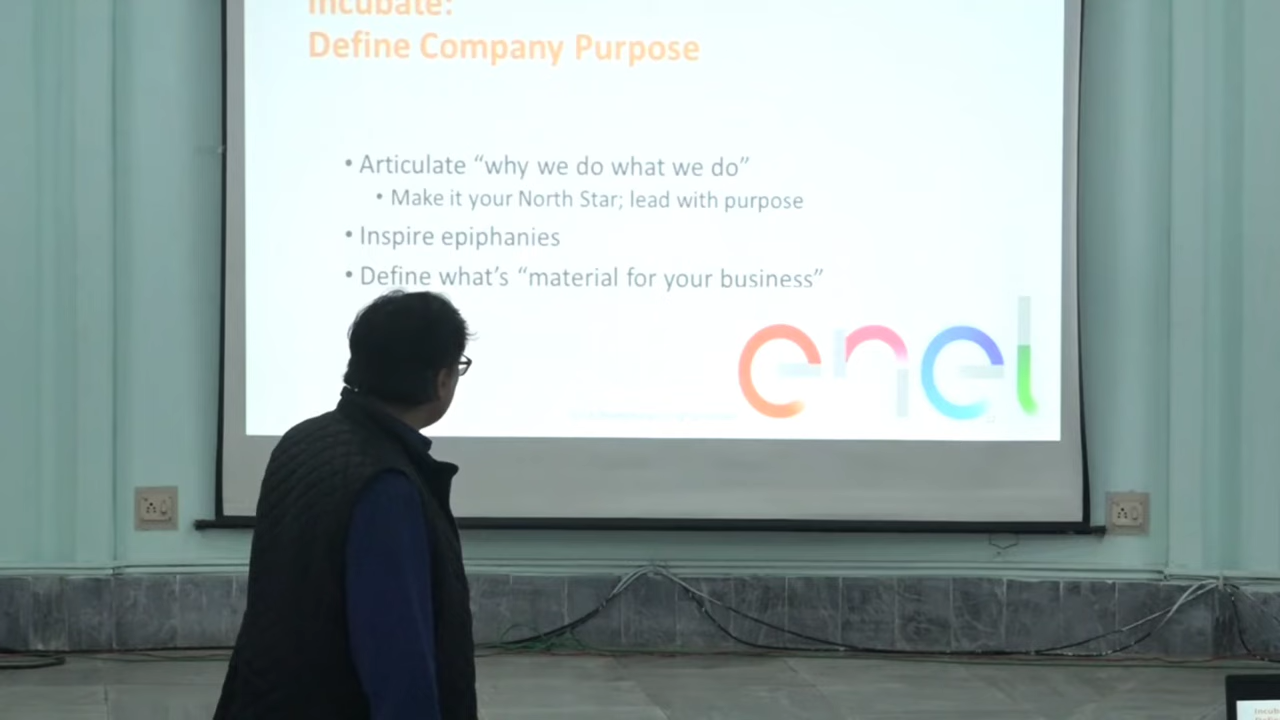 Incubate:
Define Company Purpose
• Articulate “why we do what we do”
• Make it your North Star; lead with purpose
• Inspire epiphanies
• Define what’s “material for your business”
enel
Incub